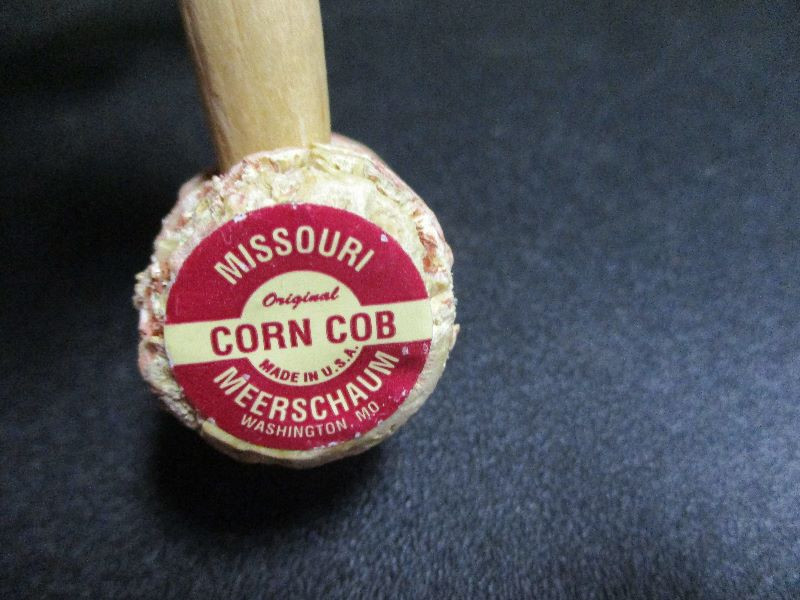 MISSOURI
Original
CORN COB
MADE IN U.S.A.
MEERSCHAUM
WASHINGTON MO